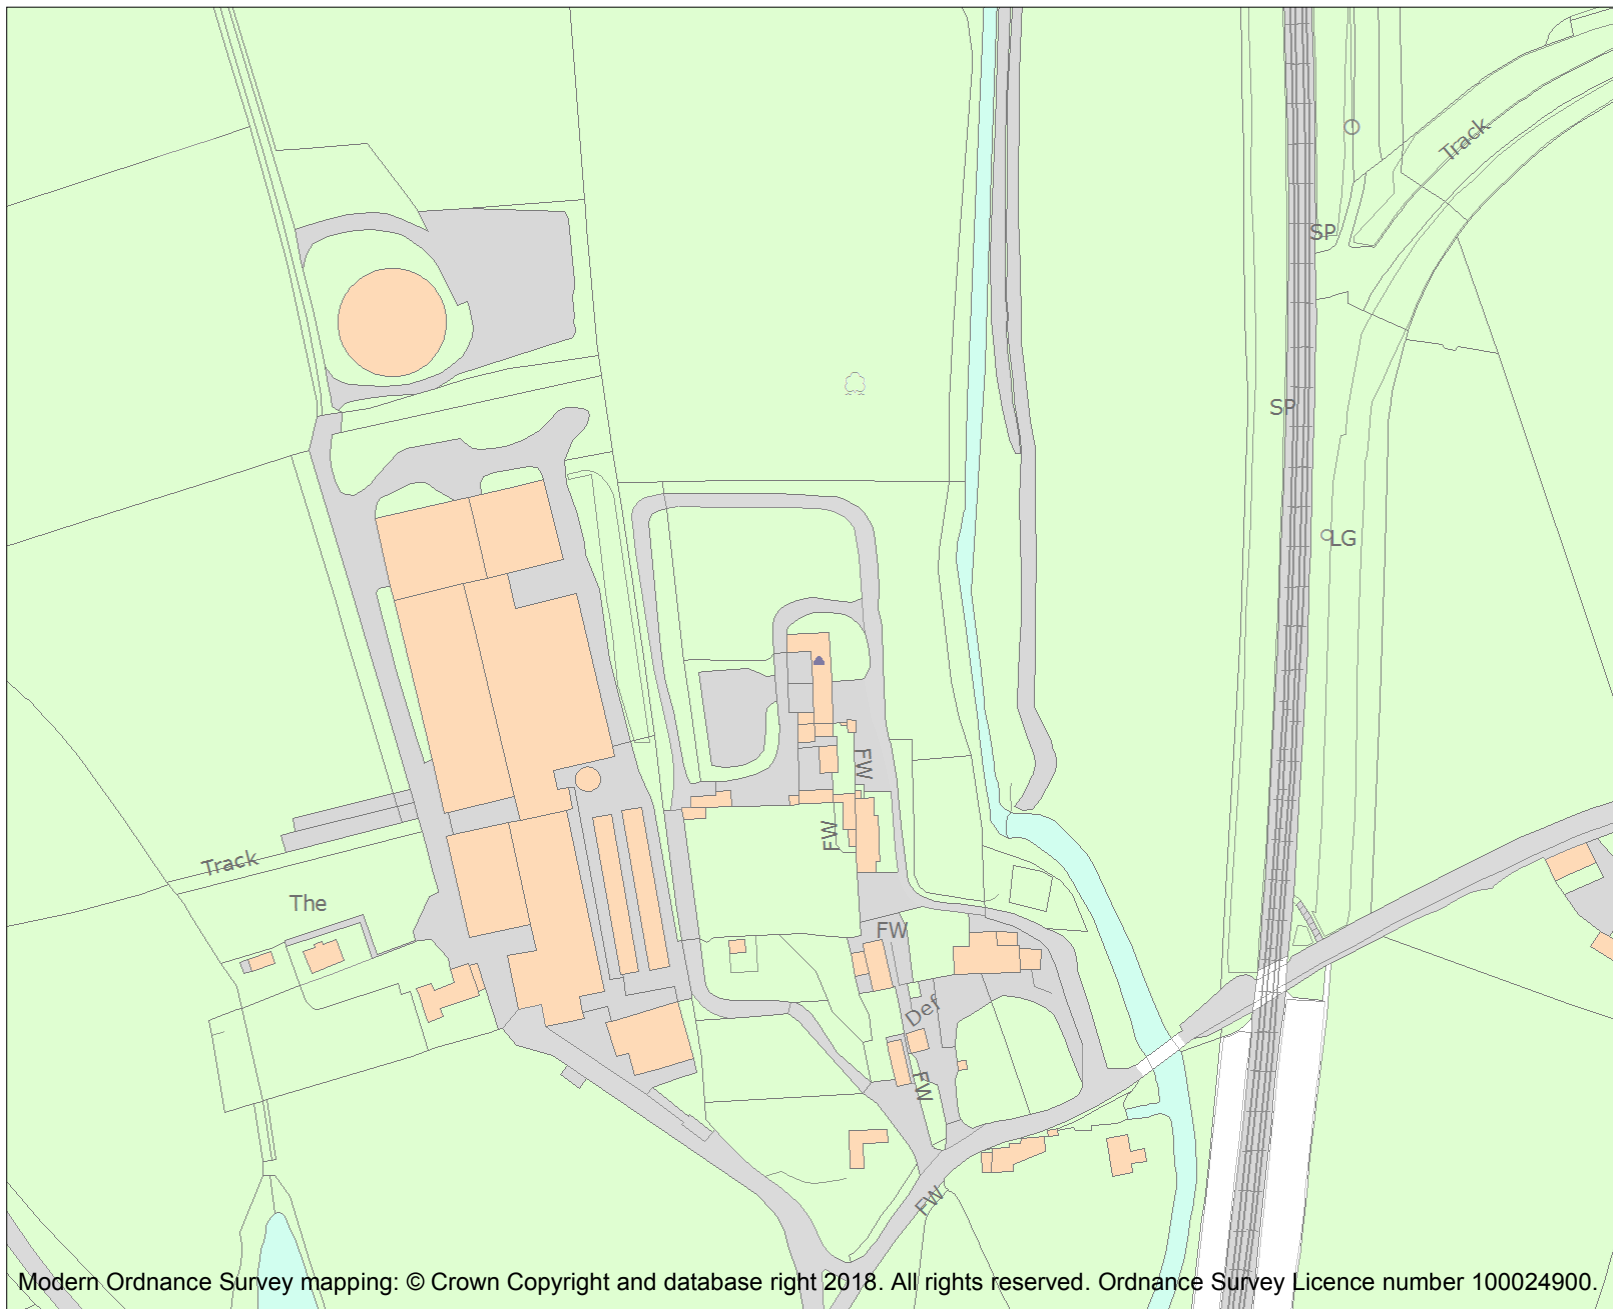 Track
SP
SP
LG
FW
FW
Track
The
FW
Def
FW
FW
Modern Ordnance Survey mapping: © Crown Copyright and database right 2018. All rights reserved. Ordnance Survey Licence number 100024900.